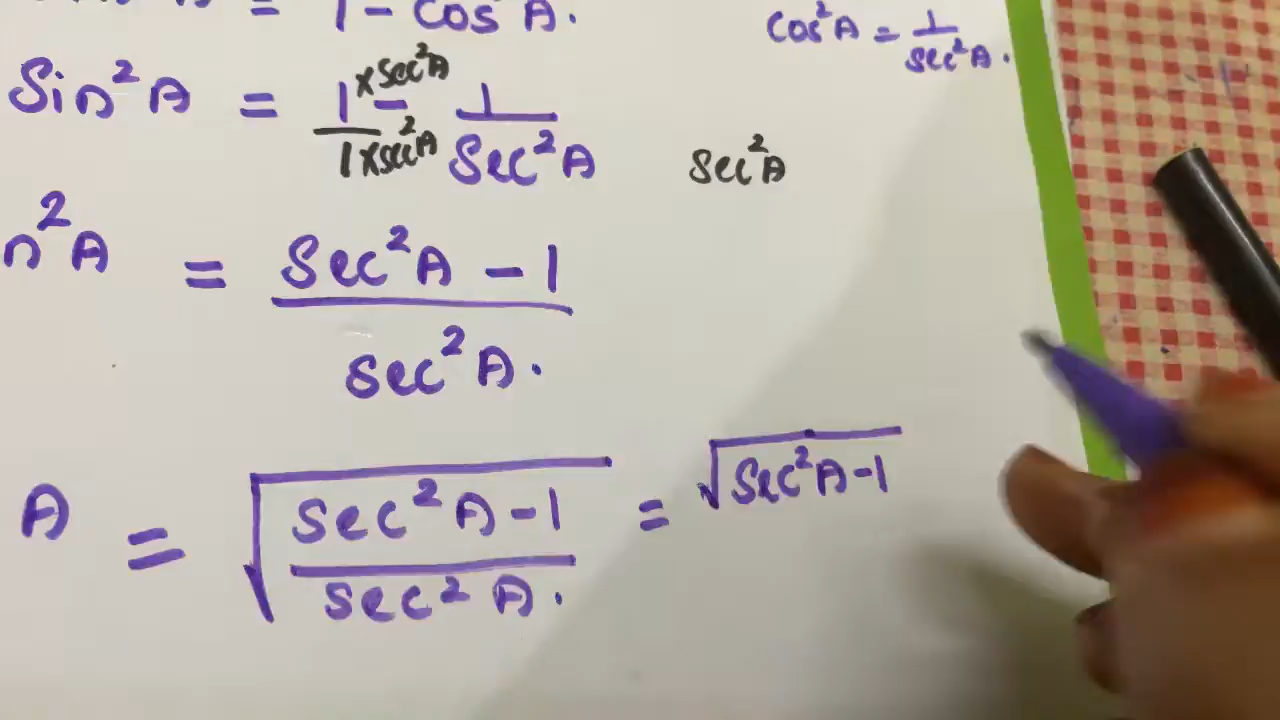 = 1 - Cos²A.
Cos²A = 1/Sec²A.
Sin²A = 1×Sec²A/1×Sec²A - 1/Sec²A
Sec²A
n²A = Sec²A - 1/Sec²A.
A = √(Sec²A - 1/Sec²A.) = √(Sec²A - 1)